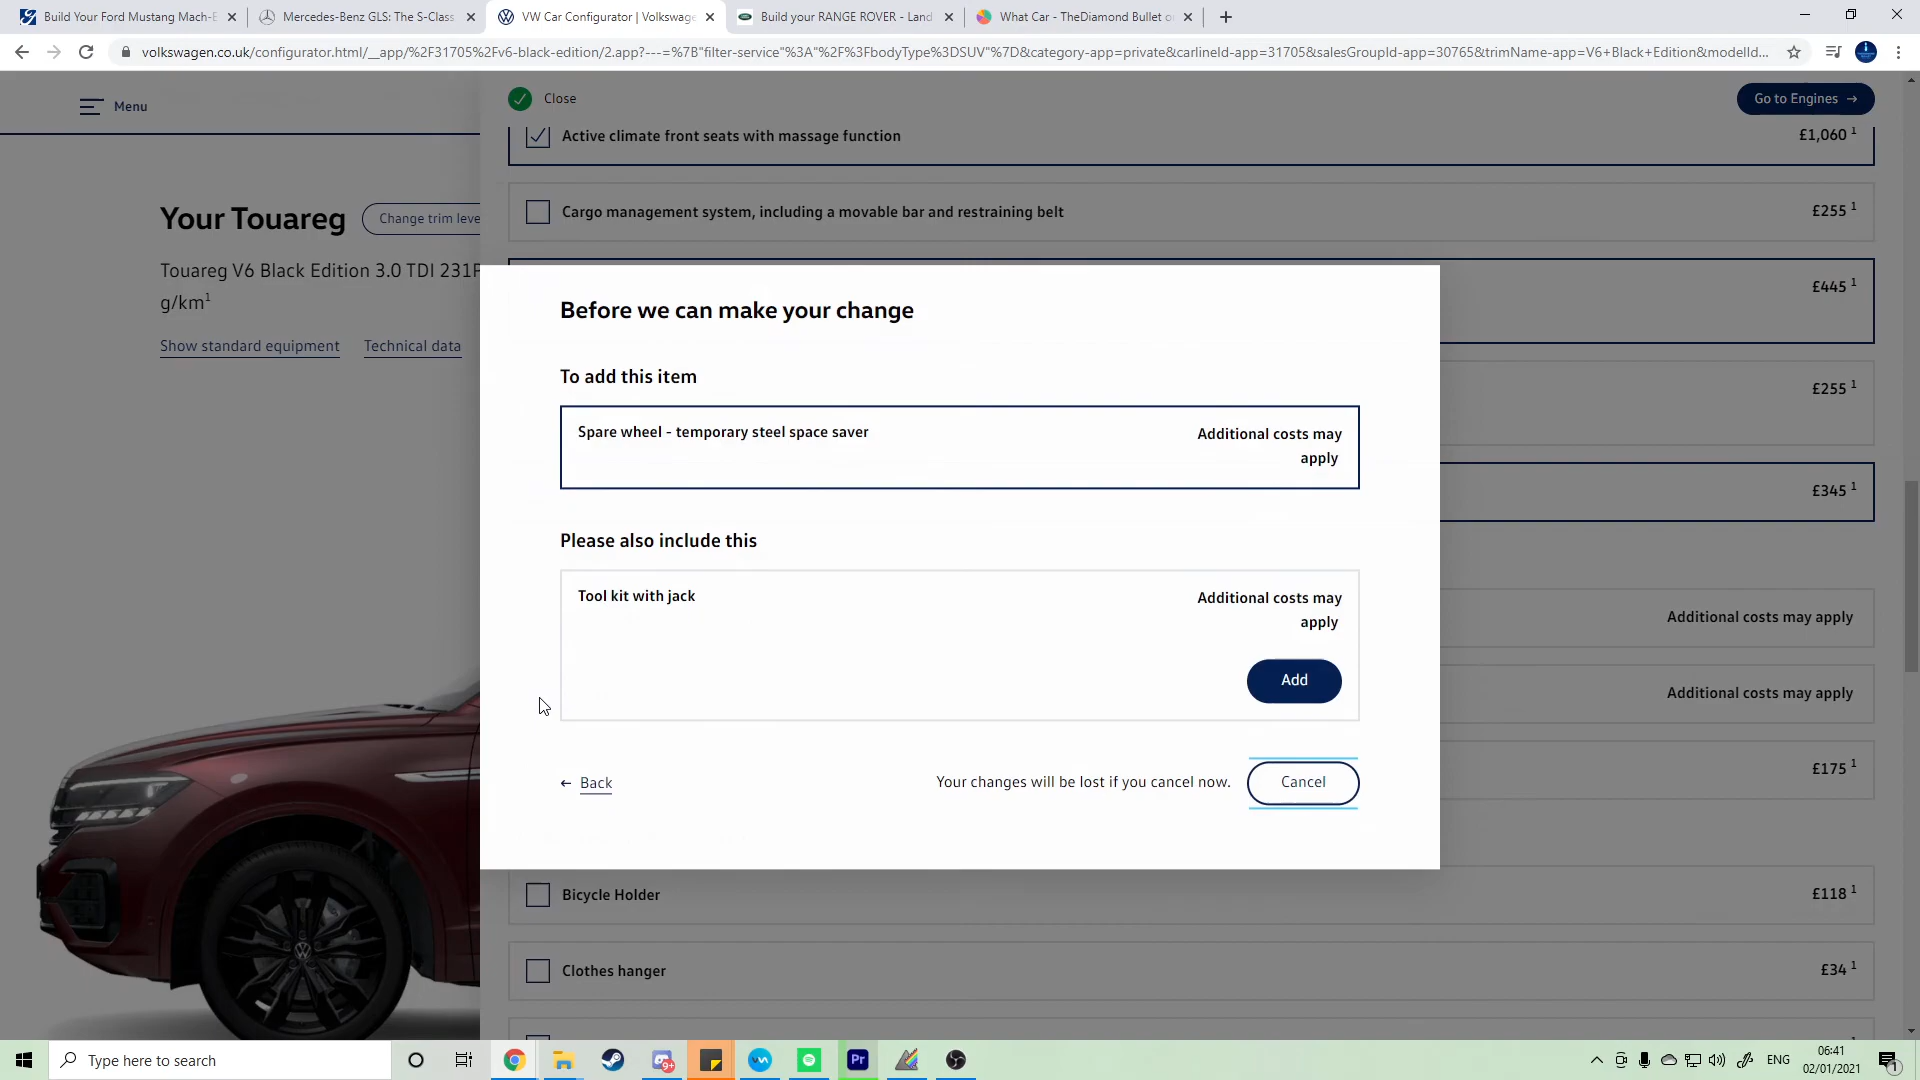 Build Your Ford Mustang Mach-E
Mercedes-Benz GLS: The S-Class
VW Car Configurator | Volkswage
Build your RANGE ROVER - Land
What Car - TheDiamond Bullet o
volkswagen.co.uk/configurator.html/__app/%2F31705%2Fv6-black-edition/2.app?---=%7B"filter-service"%3A"%2F%3FbodyType%3DSUV"%7D&category-app=private&carlineId-app=31705&salesGroupId-app=30765&trimName-app=V6+Black+Edition&modelId...
Menu
Close
Go to Engines →
Active climate front seats with massage function £1,060 1
Your Touareg
Change trim leve
Cargo management system, including a movable bar and restraining belt £255 1
Touareg V6 Black Edition 3.0 TDI 231P
g/km1
£445 1
Before we can make your change
Show standard equipment Technical data
To add this item
£255 1
Spare wheel - temporary steel space saver Additional costs may
apply
£345 1
Please also include this
Tool kit with jack Additional costs may
apply
Additional costs may apply
Add
Additional costs may apply
← Back Your changes will be lost if you cancel now. Cancel
£175 1
Bicycle Holder £118 1
Clothes hanger £34 1
1
Type here to search
9+
Pr
ENG
06:41
02/01/2021
1